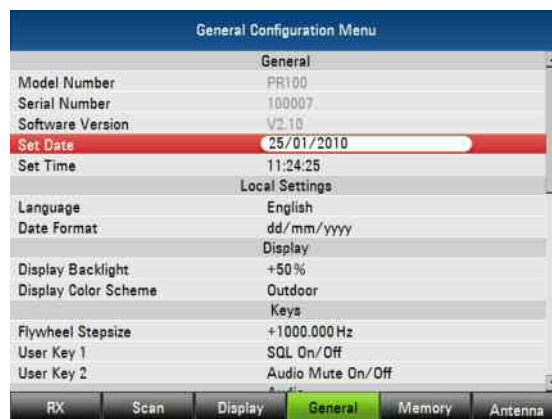 General Configuration Menu
General
Model Number PR100
Serial Number 100007
Software Version V2.10
Set Date 25/01/2010
Set Time 11:24:25
Local Settings
Language English
Date Format dd/mm/yyyy
Display
Display Backlight +50%
Display Color Scheme Outdoor
Keys
Flywheel Stepsize +1000.000 Hz
User Key 1 SQL On/Off
User Key 2 Audio Mute On/Off
RX Scan Display General Memory Antenna